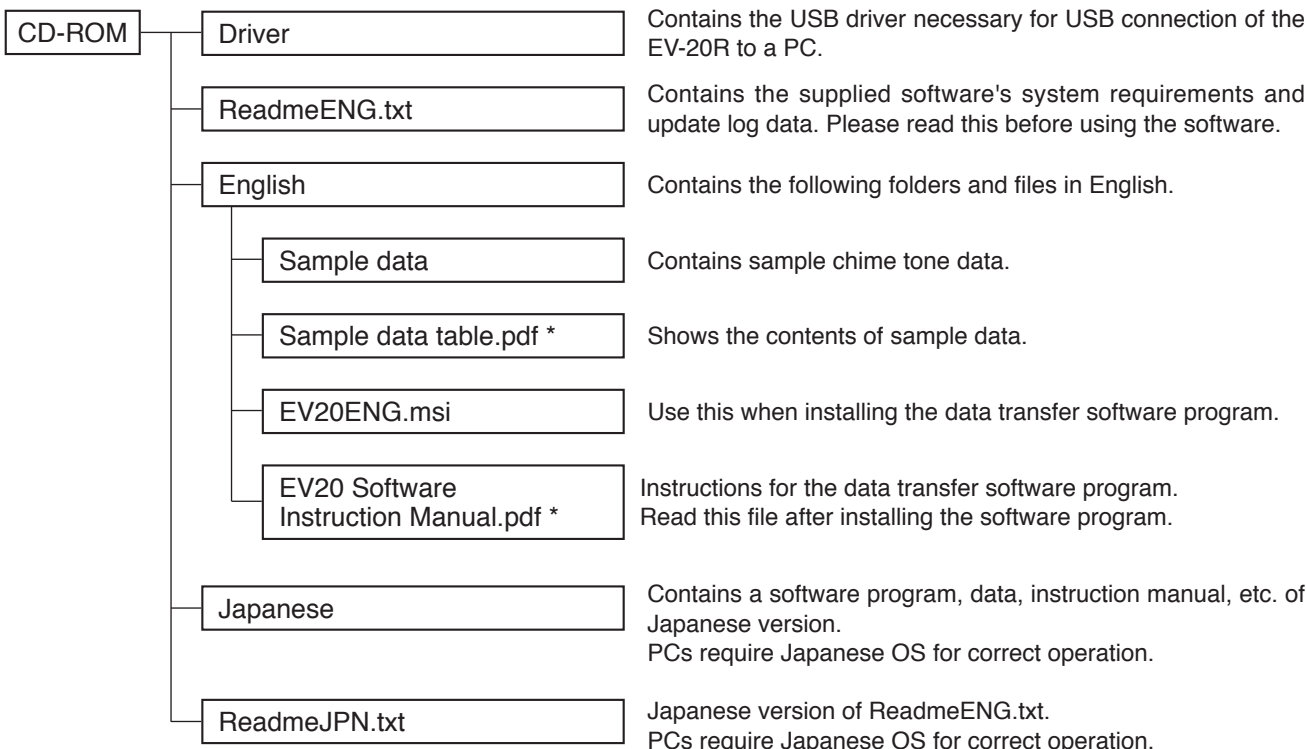 CD-ROM
Driver
Contains the USB driver necessary for USB connection of the
EV-20R to a PC.
ReadmeENG.txt
Contains the supplied software's system requirements and
update log data. Please read this before using the software.
English
Contains the following folders and files in English.
Sample data
Contains sample chime tone data.
Sample data table.pdf *
Shows the contents of sample data.
EV20ENG.msi
Use this when installing the data transfer software program.
EV20 Software
Instruction Manual.pdf *
Instructions for the data transfer software program.
Read this file after installing the software program.
Japanese
Contains a software program, data, instruction manual, etc. of
Japanese version.
PCs require Japanese OS for correct operation.
ReadmeJPN.txt
Japanese version of ReadmeENG.txt.
PCs require Japanese OS for correct operation.